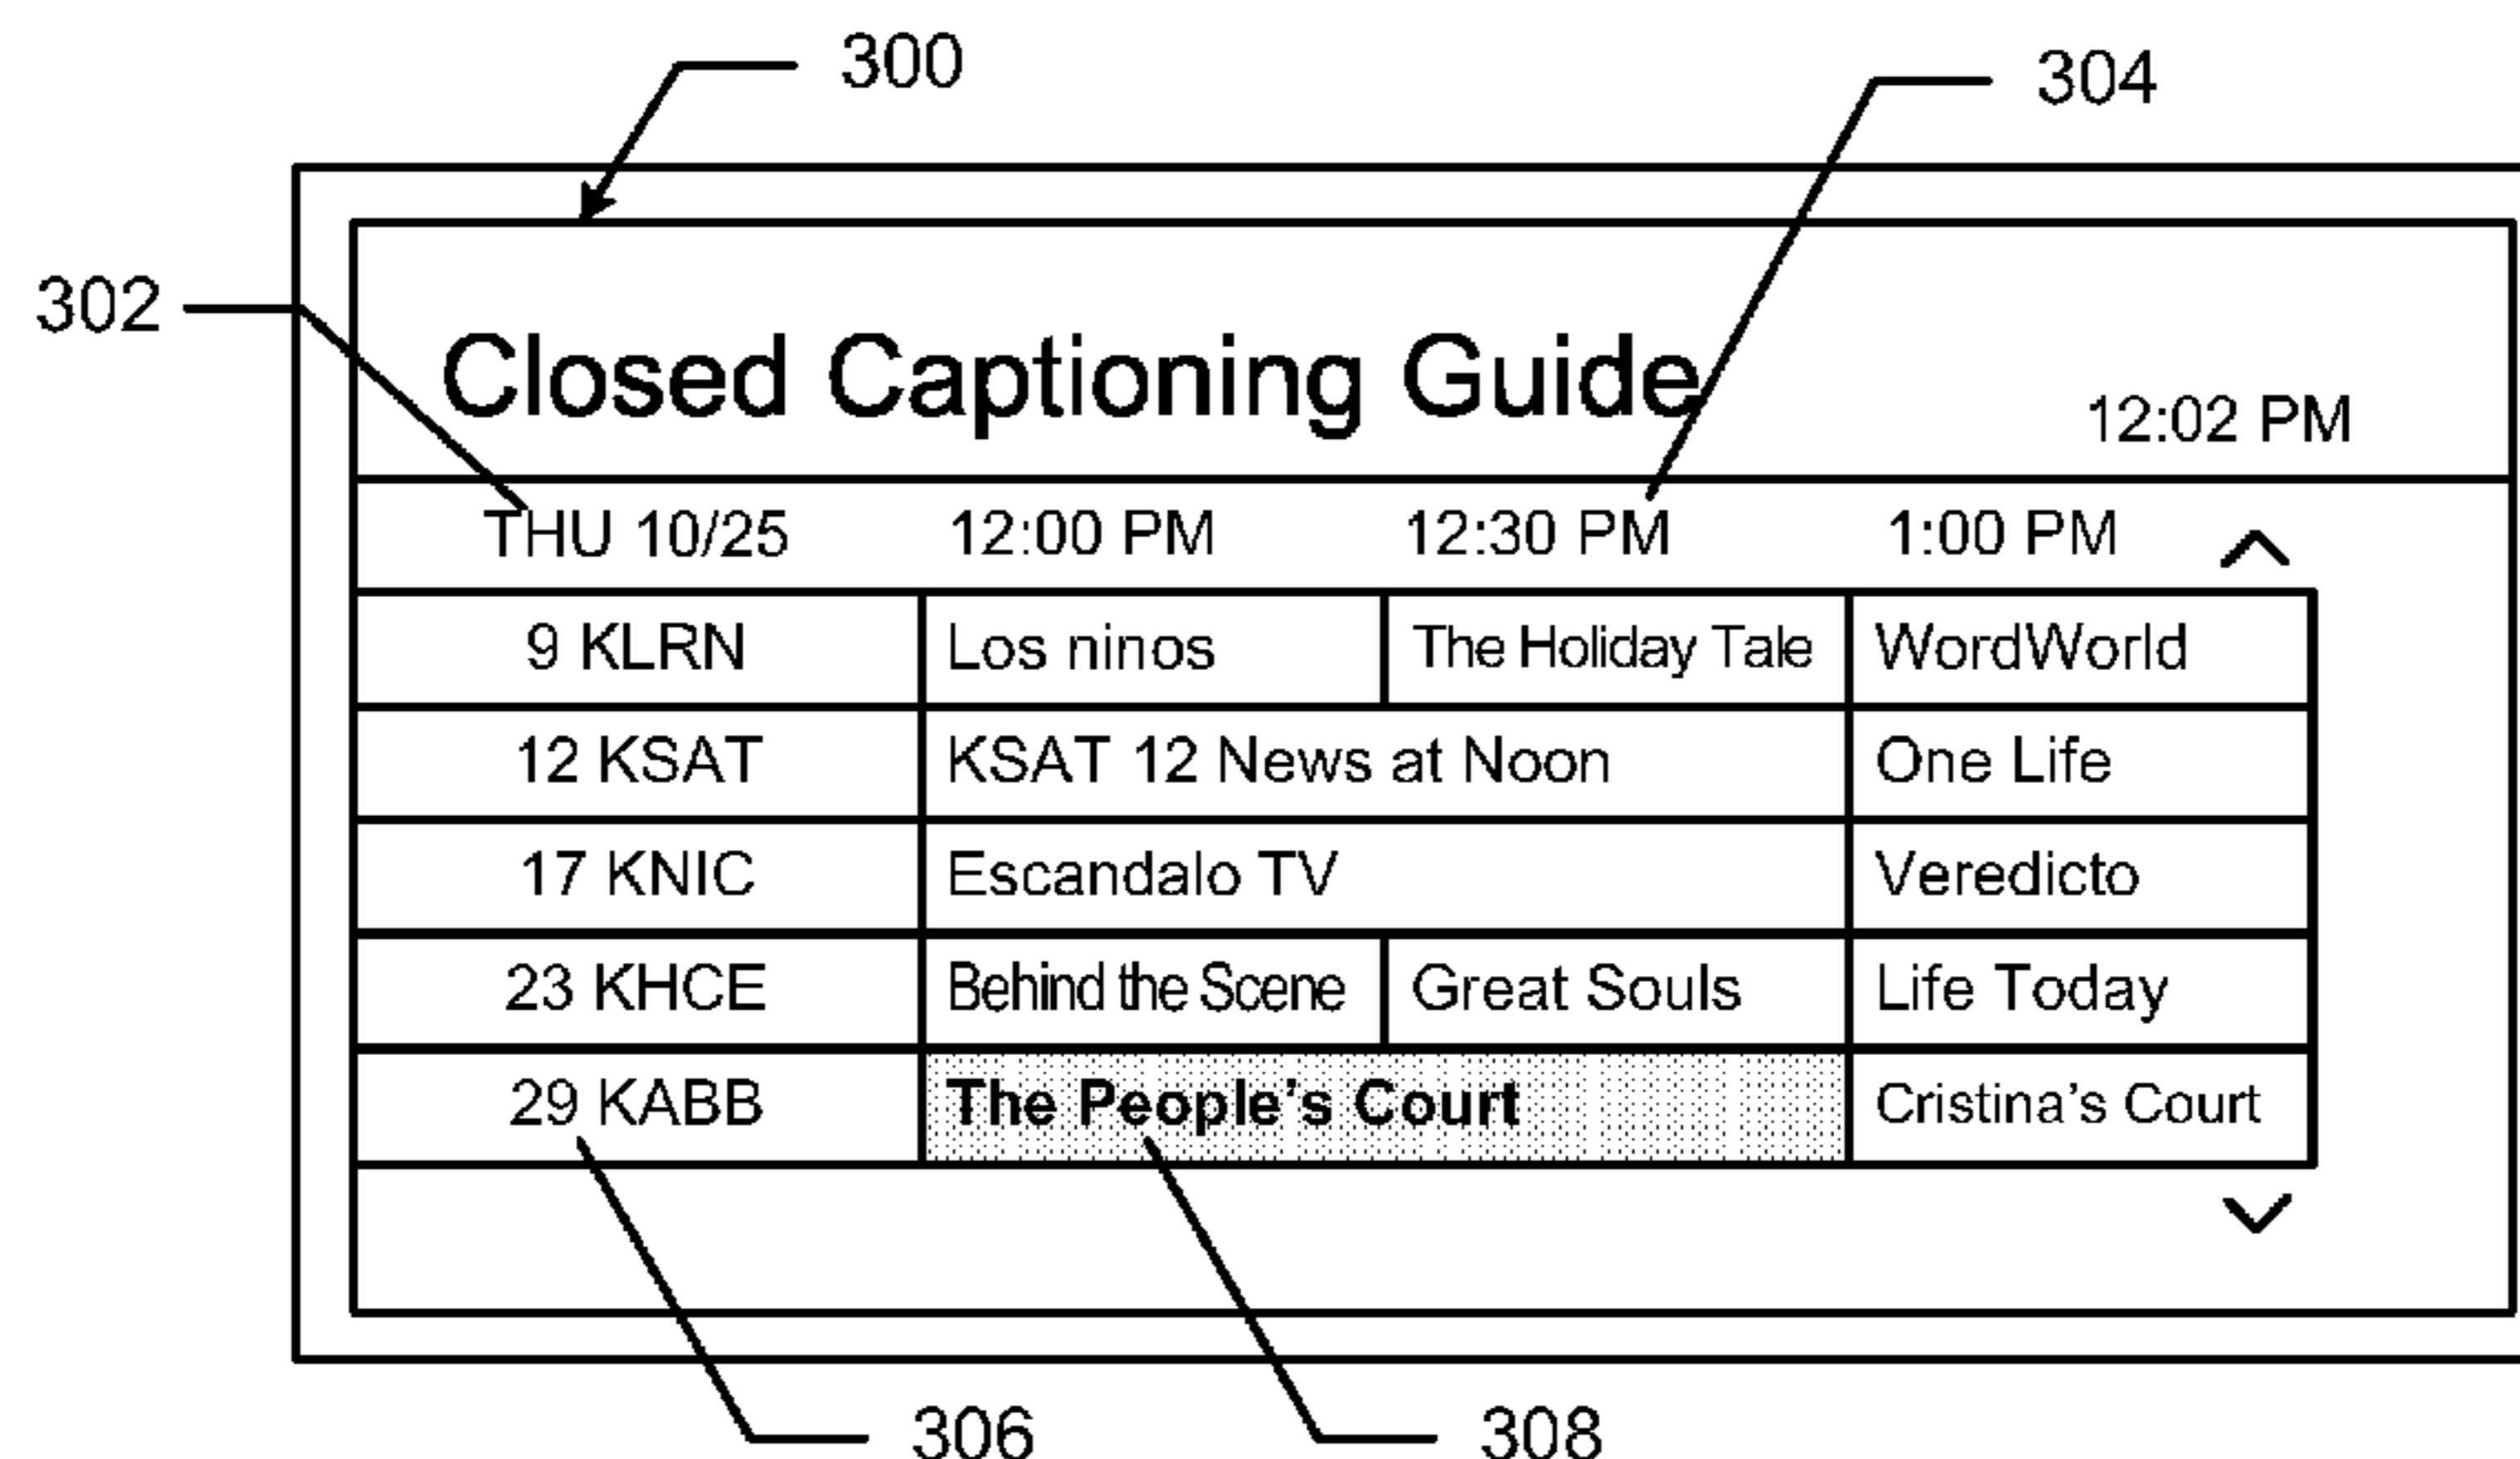 300
304
302
Closed Captioning Guide
12:02 PM
THU 10/25 12:00 PM 12:30 PM 1:00 PM
9 KLRN Los ninos The Holiday Tale WordWorld
12 KSAT KSAT 12 News at Noon One Life
17 KNIC Escandalo TV Veredicto
23 KHCE Behind the Scene Great Souls Life Today
29 KABB The People's Court Cristina's Court
306 308